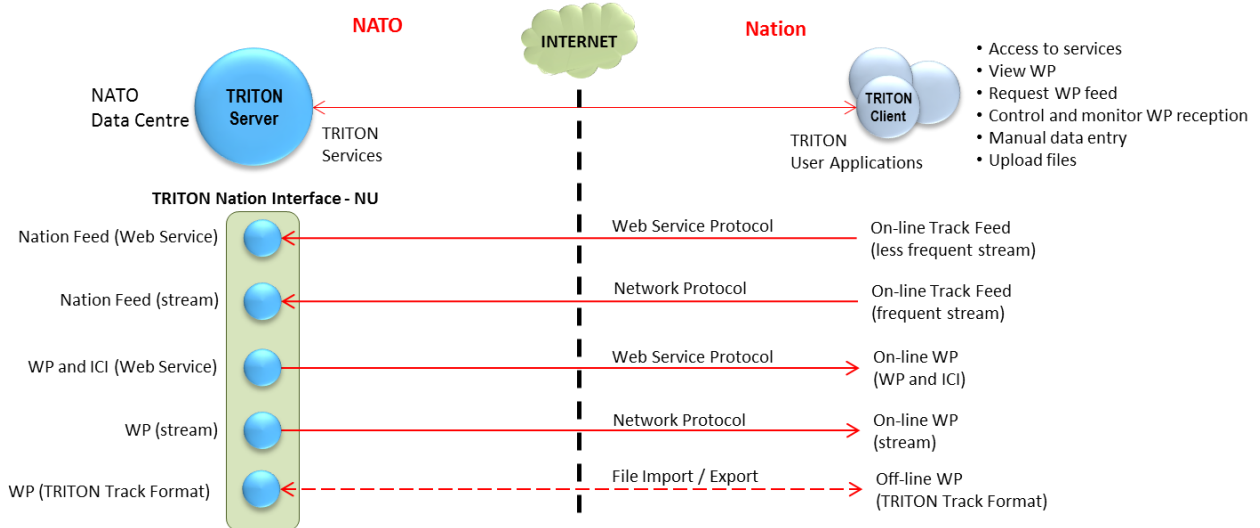 NATO
INTERNET
Nation
NATO
Data Centre
TRITON
Server
TRITON
Services
TRITON
User Applications
TRITON
Client
• Access to services
• View WP
• Request WP feed
• Control and monitor WP reception
• Manual data entry
• Upload files
TRITON Nation Interface - NU
Nation Feed (Web Service)
Web Service Protocol
On-line Track Feed
(less frequent stream)
Nation Feed (stream)
Network Protocol
On-line Track Feed
(frequent stream)
WP and ICI (Web Service)
Web Service Protocol
On-line WP
(WP and ICI)
WP (stream)
Network Protocol
On-line WP
(stream)
WP (TRITON Track Format)
File Import / Export
Off-line WP
(TRITON Track Format)